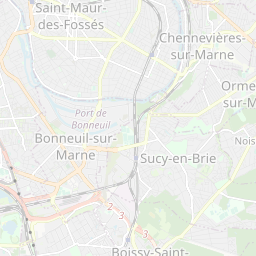 Saint-Maur-
des-Fossés
Chennevières-
sur-Marne
Orme
sur-M
Port de
Bonneuil
Bonneuil-sur-
Marne
Nois
Sucy-en-Brie
2
3
3
Boissy-Saint-